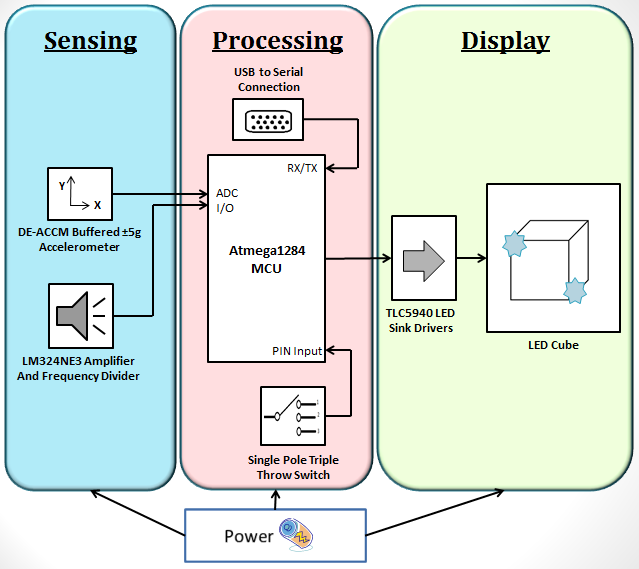 Sensing
Processing
Display
USB to Serial
Connection
RX/TX
Y
X
ADC
I/O
DE-ACCM Buffered ±5g
Accelerometer
Atmega1284
MCU
TLC5940 LED
Sink Drivers
LED Cube
LM324NE3 Amplifier
And Frequency Divider
PIN Input
Single Pole Triple
Throw Switch
Power